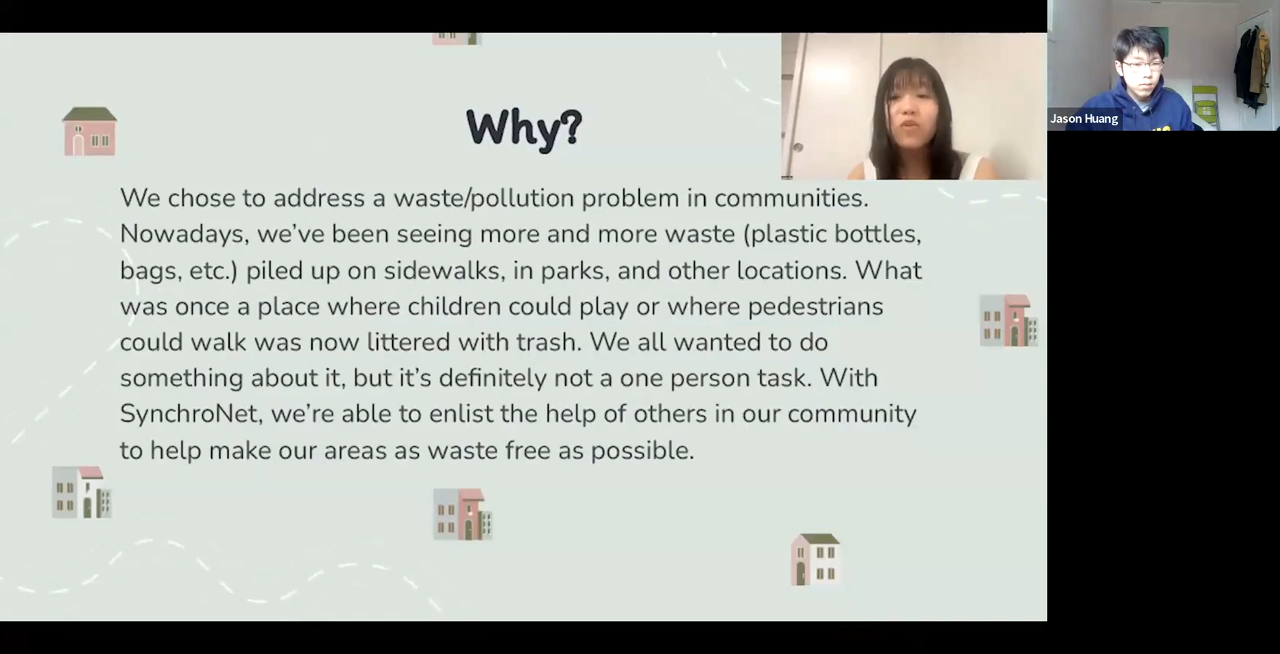 Why?
We chose to address a waste/pollution problem in communities.
Nowadays, we’ve been seeing more and more waste (plastic bottles,
bags, etc.) piled up on sidewalks, in parks, and other locations. What
was once a place where children could play or where pedestrians
could walk was now littered with trash. We all wanted to do
something about it, but it’s definitely not a one person task. With
SynchroNet, we’re able to enlist the help of others in our community
to help make our areas as waste free as possible.
Jason Huang